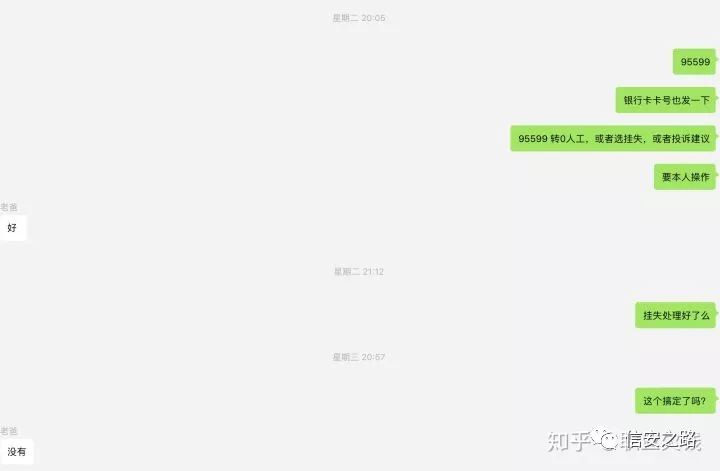 星期二 20:05
95599
银行卡卡号也发一下
95599 转0人工，或者选挂失，或者投诉建议
要本人操作
老爸
好
星期二 21:12
挂失处理好了么
星期三 20:57
这个搞定了吗？
老爸
没有
知乎
信安之路